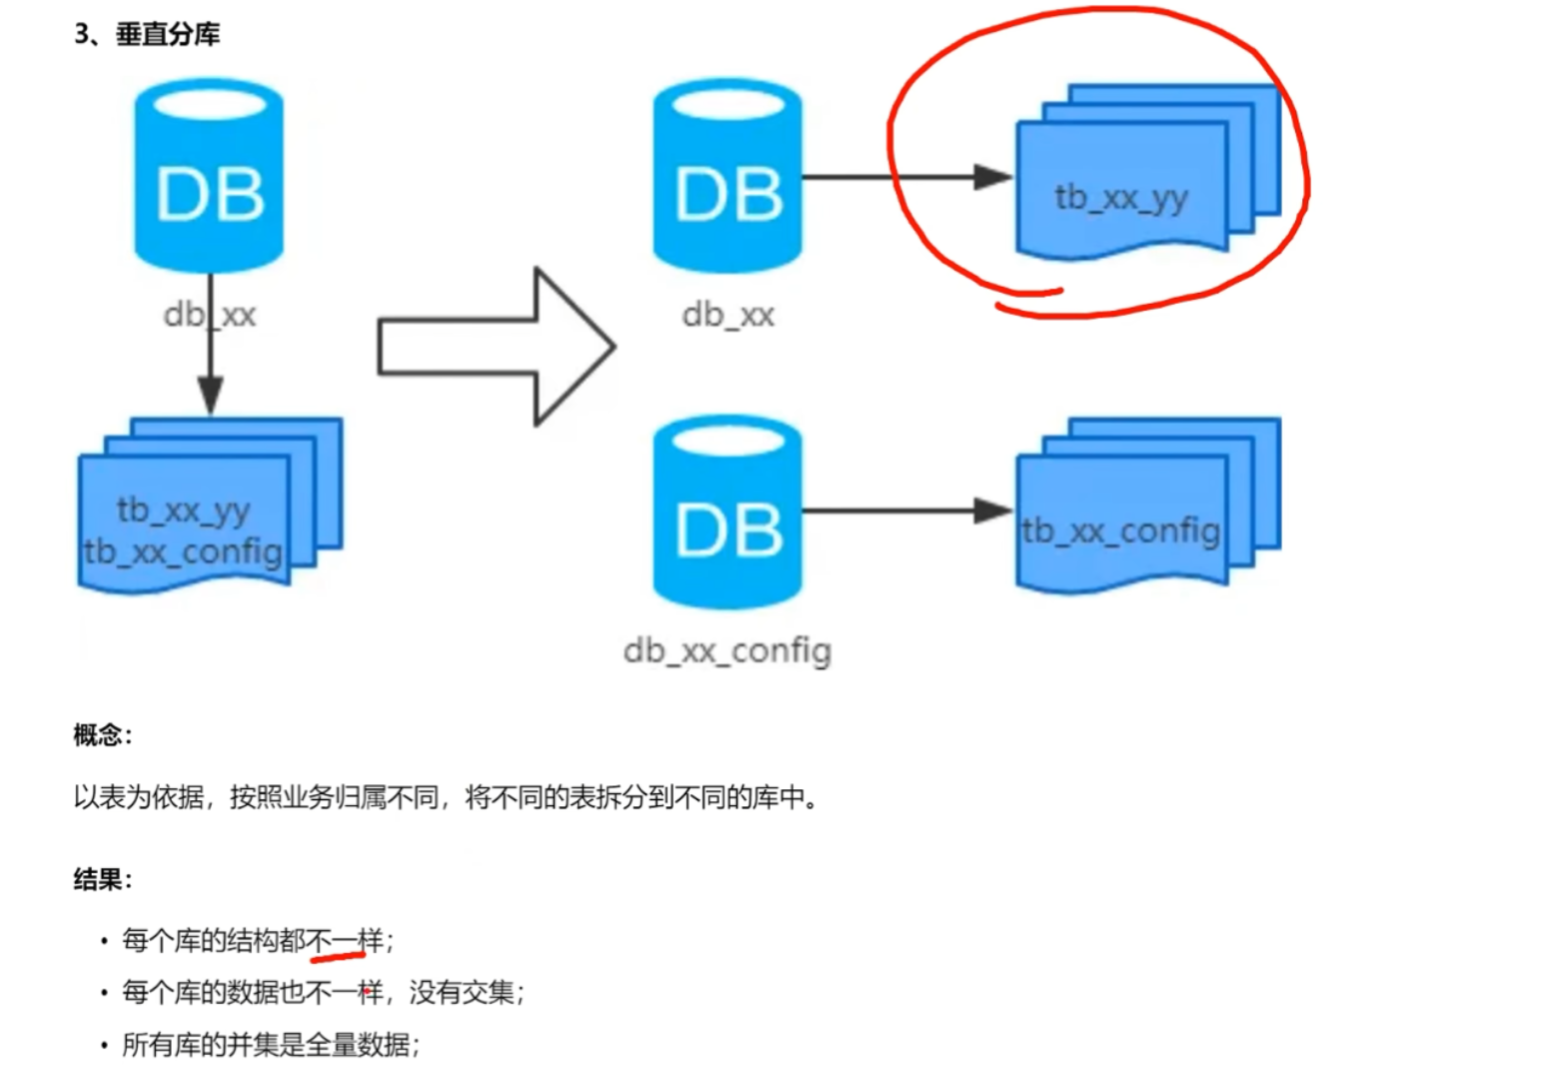 3、垂直分库
DB
DB
tb_xx_yy
db_xx
db_xx
DB
tb_xx_yy
tb_xx_config
tb_xx_config
db_xx_config
概念：
以表为依据，按照业务归属不同，将不同的表拆分到不同的库中。
结果：
• 每个库的结构都不一样；
• 每个库的数据也不一样，没有交集；
• 所有库的并集是全量数据；